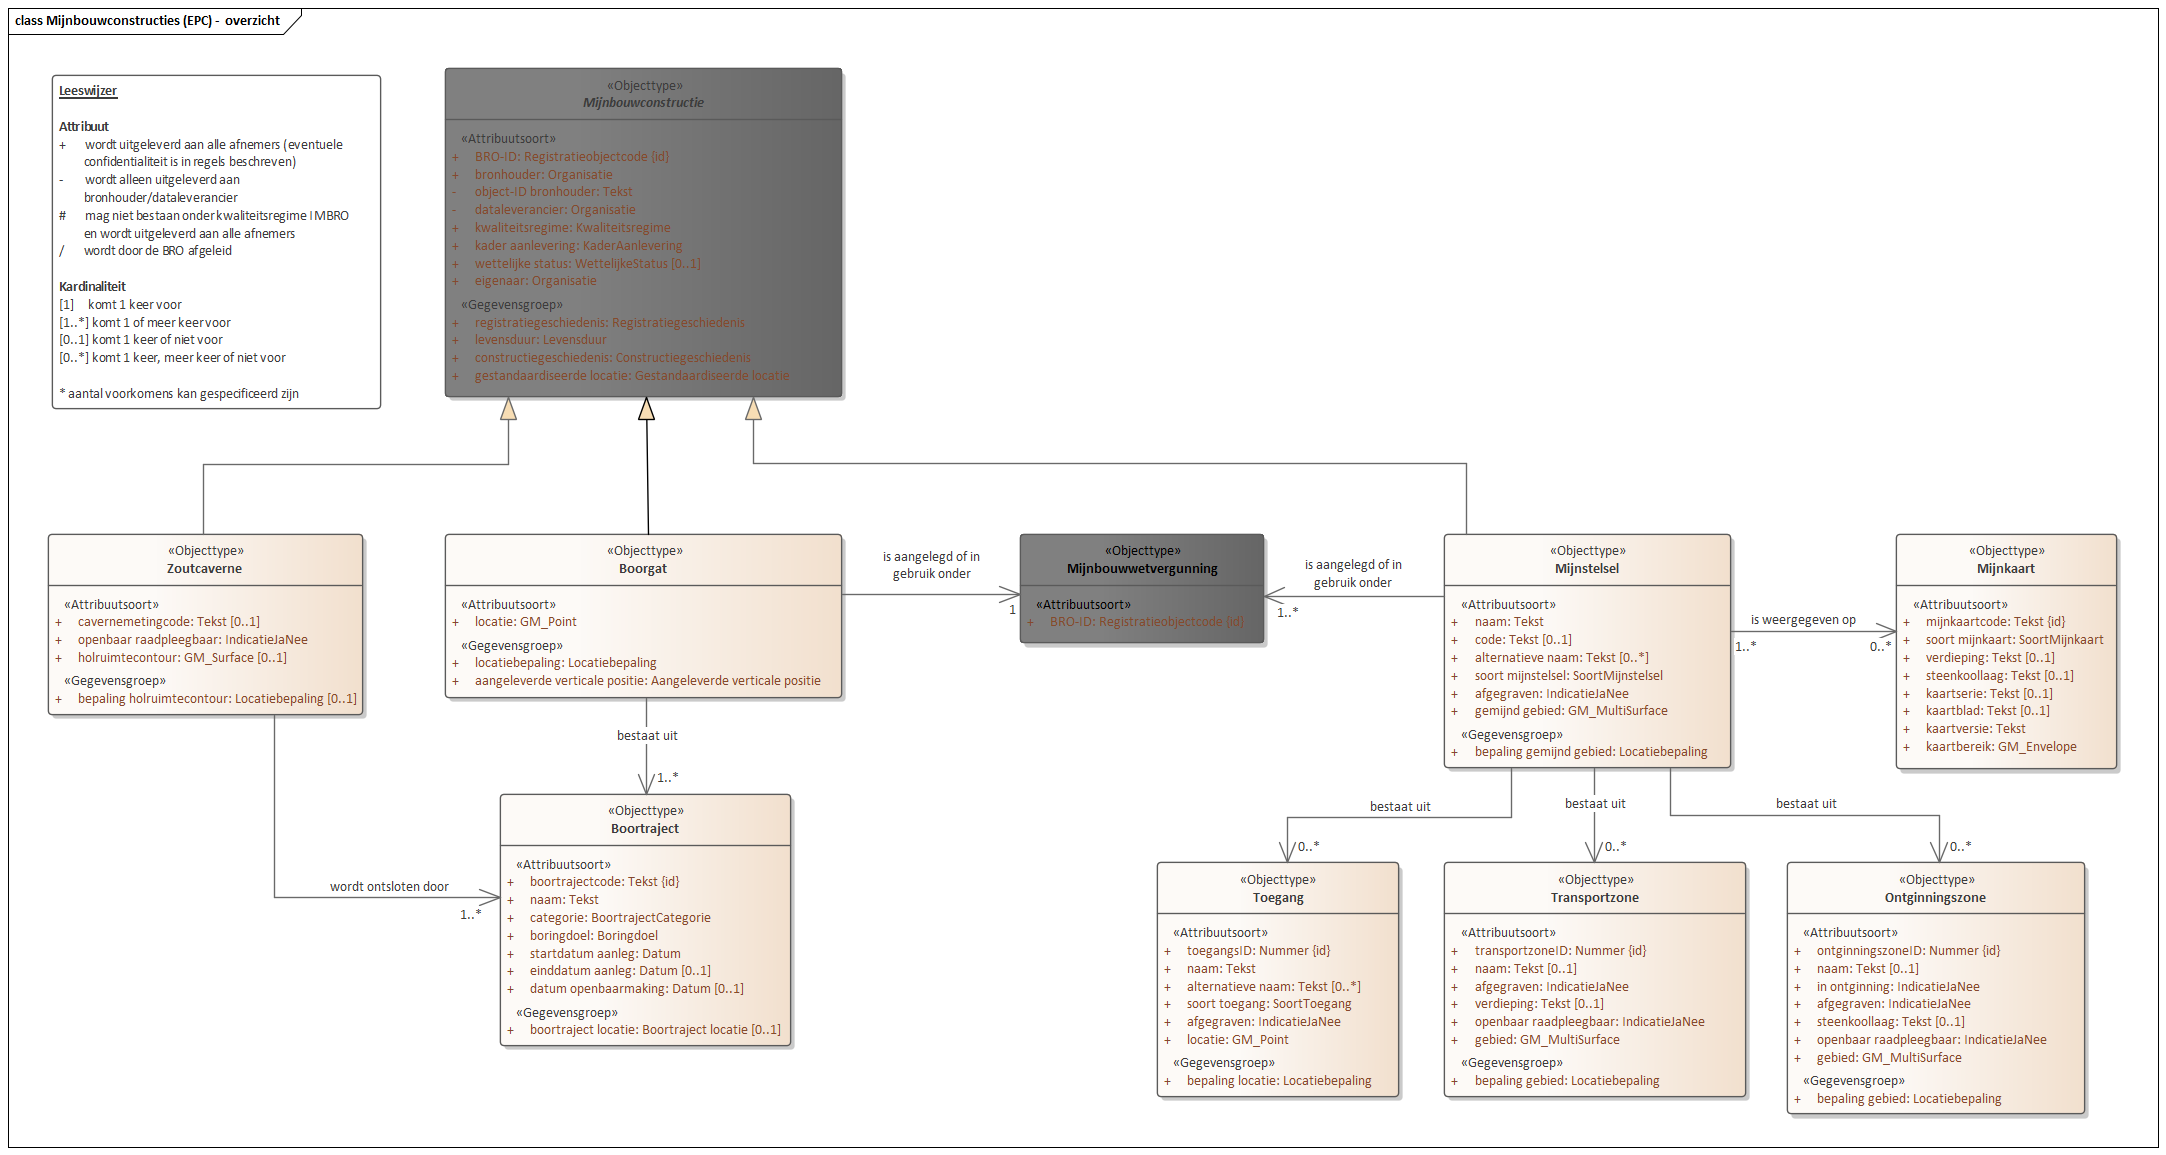 class Mijnbouwconstructies (EPC) - overzicht
Leeswijzer
Attribuut
+ wordt uitgeleverd aan alle afnemers (eventuele
confidentialiteit is in regels beschreven)
- wordt alleen uitgeleverd aan
bronhouder/dataleverancier
# mag niet bestaan onder kwaliteitsregime IMBRO
en wordt uitgeleverd aan alle afnemers
/ wordt door de BRO afgeleid
Kardinaliteit
[1] komt 1 keer voor
[1..*] komt 1 of meer keer voor
[0..1] komt 1 keer of niet voor
[0..*] komt 1 keer, meer keer of niet voor
* aantal voorkomens kan gespecificeerd zijn
«Objecttype»
Mijnbouwconstructie
«Attribuutsoort»
+ BRO-ID: Registratieobjectcode {id}
+ bronhouder: Organisatie
- object-ID bronhouder: Tekst
- dataleverancier: Organisatie
+ kwaliteitsregime: Kwaliteitsregime
+ kader aanlevering: KaderAanlevering
+ wettelijke status: WettelijkeStatus [0..1]
+ eigenaar: Organisatie
«Gegevensgroep»
+ registratiegeschiedenis: Registratiegeschiedenis
+ levensduur: Levensduur
+ constructiegeschiedenis: Constructiegeschiedenis
+ gestandaardiseerde locatie: Gestandaardiseerde locatie
«Objecttype»
Zoutcaverne
«Attribuutsoort»
+ cavernemetingcode: Tekst [0..1]
+ openbaar raadpleegbaar: IndicatieJaNee
+ holruimtecontour: GM_Surface [0..1]
«Gegevensgroep»
+ bepaling holruimtecontour: Locatiebepaling [0..1]
«Objecttype»
Boorgat
«Attribuutsoort»
+ locatie: GM_Point
«Gegevensgroep»
+ locatiebepaling: Locatiebepaling
+ aangeleverde verticale positie: Aangeleverde verticale positie
is aangelegd of in
gebruik onder
1
«Objecttype»
Mijnbouwwetvergunning
«Attribuutsoort»
+ BRO-ID: Registratieobjectcode {id}
is aangelegd of in
gebruik onder
1..*
«Objecttype»
Mijnstelsel
«Attribuutsoort»
+ naam: Tekst
+ code: Tekst [0..1]
+ alternatieve naam: Tekst [0..*]
+ soort mijnstelsel: SoortMijnstelsel
+ afgegraven: IndicatieJaNee
+ gemijnd gebied: GM_MultiSurface
«Gegevensgroep»
+ bepaling gemijnd gebied: Locatiebepaling
is weergegeven op
1..*
0..*
«Objecttype»
Mijnkaart
«Attribuutsoort»
+ mijnkaartcode: Tekst {id}
+ soort mijnkaart: SoortMijnkaart
+ verdieping: Tekst [0..1]
+ steenkoollaag: Tekst [0..1]
+ kaartserie: Tekst [0..1]
+ kaartblad: Tekst [0..1]
+ kaartversie: Tekst
+ kaartbereik: GM_Envelope
bestaat uit
1..*
wordt ontsloten door
1..*
«Objecttype»
Boortraject
«Attribuutsoort»
+ boortrajectcode: Tekst {id}
+ naam: Tekst
+ categorie: BoortrajectCategorie
+ boringdoel: Boringdoel
+ startdatum aanleg: Datum
+ einddatum aanleg: Datum [0..1]
+ datum openbaarmaking: Datum [0..1]
«Gegevensgroep»
+ boortraject locatie: Boortraject locatie [0..1]
bestaat uit
0..*
bestaat uit
0..*
bestaat uit
0..*
«Objecttype»
Toegang
«Attribuutsoort»
+ toegangsID: Nummer {id}
+ naam: Tekst
+ alternatieve naam: Tekst [0..*]
+ soort toegang: SoortToegang
+ afgegraven: IndicatieJaNee
+ locatie: GM_Point
«Gegevensgroep»
+ bepaling locatie: Locatiebepaling
«Objecttype»
Transportzone
«Attribuutsoort»
+ transportzoneID: Nummer {id}
+ naam: Tekst [0..1]
+ afgegraven: IndicatieJaNee
+ verdieping: Tekst [0..1]
+ openbaar raadpleegbaar: IndicatieJaNee
+ gebied: GM_MultiSurface
«Gegevensgroep»
+ bepaling gebied: Locatiebepaling
«Objecttype»
Ontginningszone
«Attribuutsoort»
+ ontginningszoneID: Nummer {id}
+ naam: Tekst [0..1]
+ in ontginning: IndicatieJaNee
+ afgegraven: IndicatieJaNee
+ steenkoollaag: Tekst [0..1]
+ openbaar raadpleegbaar: IndicatieJaNee
+ gebied: GM_MultiSurface
«Gegevensgroep»
+ bepaling gebied: Locatiebepaling